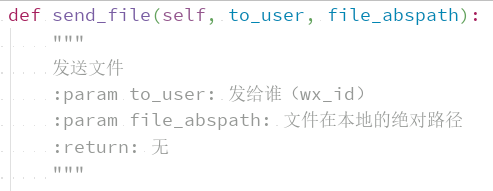 def send_file(self, to_user, file_abspath):
"""
发送文件
:param to_user: 发给谁（wx_id）
:param file_abspath: 文件在本地的绝对路径
:return: 无
"""